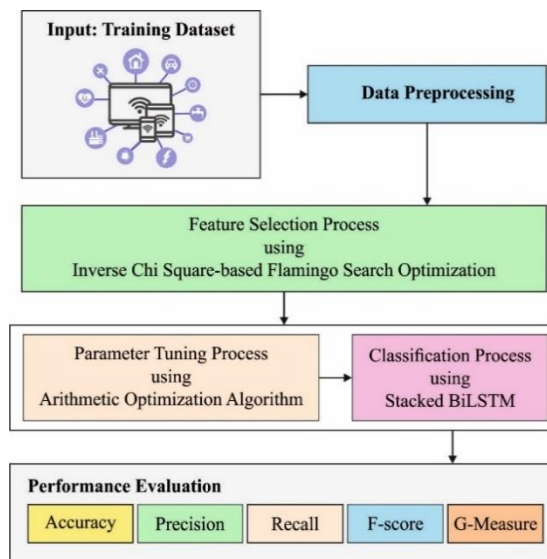 Input: Training Dataset
Data Preprocessing
Feature Selection Process
using
Inverse Chi Square-based Flamingo Search Optimization
Parameter Tuning Process
using
Arithmetic Optimization Algorithm
Classification Process
using
Stacked BiLSTM
Performance Evaluation
Accuracy
Precision
Recall
F-score
G-Measure